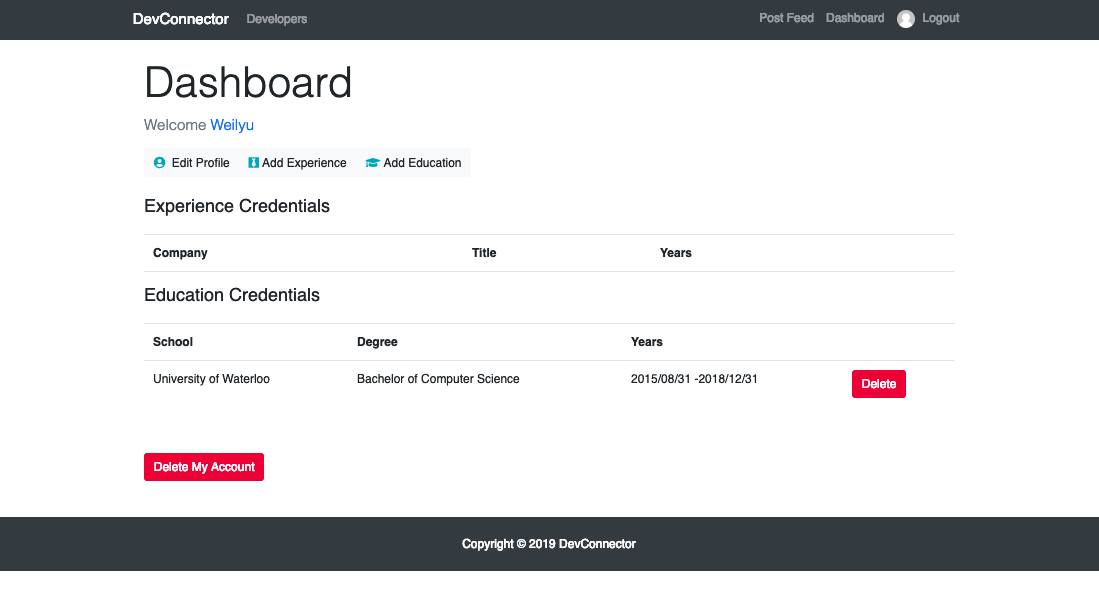 DevConnector Developers Post Feed Dashboard Logout
Dashboard
Welcome Weilyu
Edit Profile Add Experience Add Education
Experience Credentials
Company Title Years
Education Credentials
School Degree Years
University of Waterloo Bachelor of Computer Science 2015/08/31 -2018/12/31 Delete
Delete My Account
Copyright © 2019 DevConnector